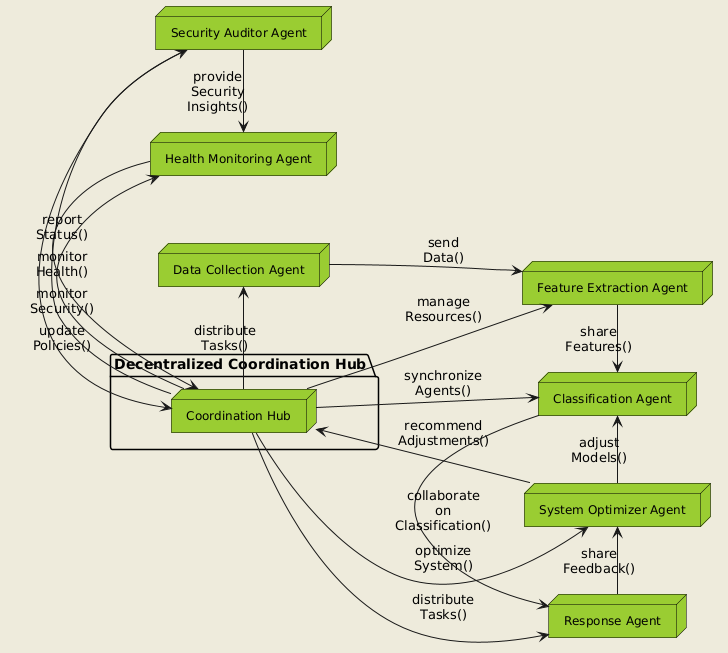 Security Auditor Agent
provide
Security
Insights()
Health Monitoring Agent
report
Status()
monitor
Health()
monitor
Security()
update
Policies()
Data Collection Agent
send
Data()
Feature Extraction Agent
manage
Resources()
distribute
Tasks()
share
Features()
Decentralized Coordination Hub
synchronize
Agents()
Classification Agent
Coordination Hub
recommend
Adjustments()
adjust
Models()
collaborate
on
Classification()
System Optimizer Agent
optimize
System()
share
Feedback()
distribute
Tasks()
Response Agent